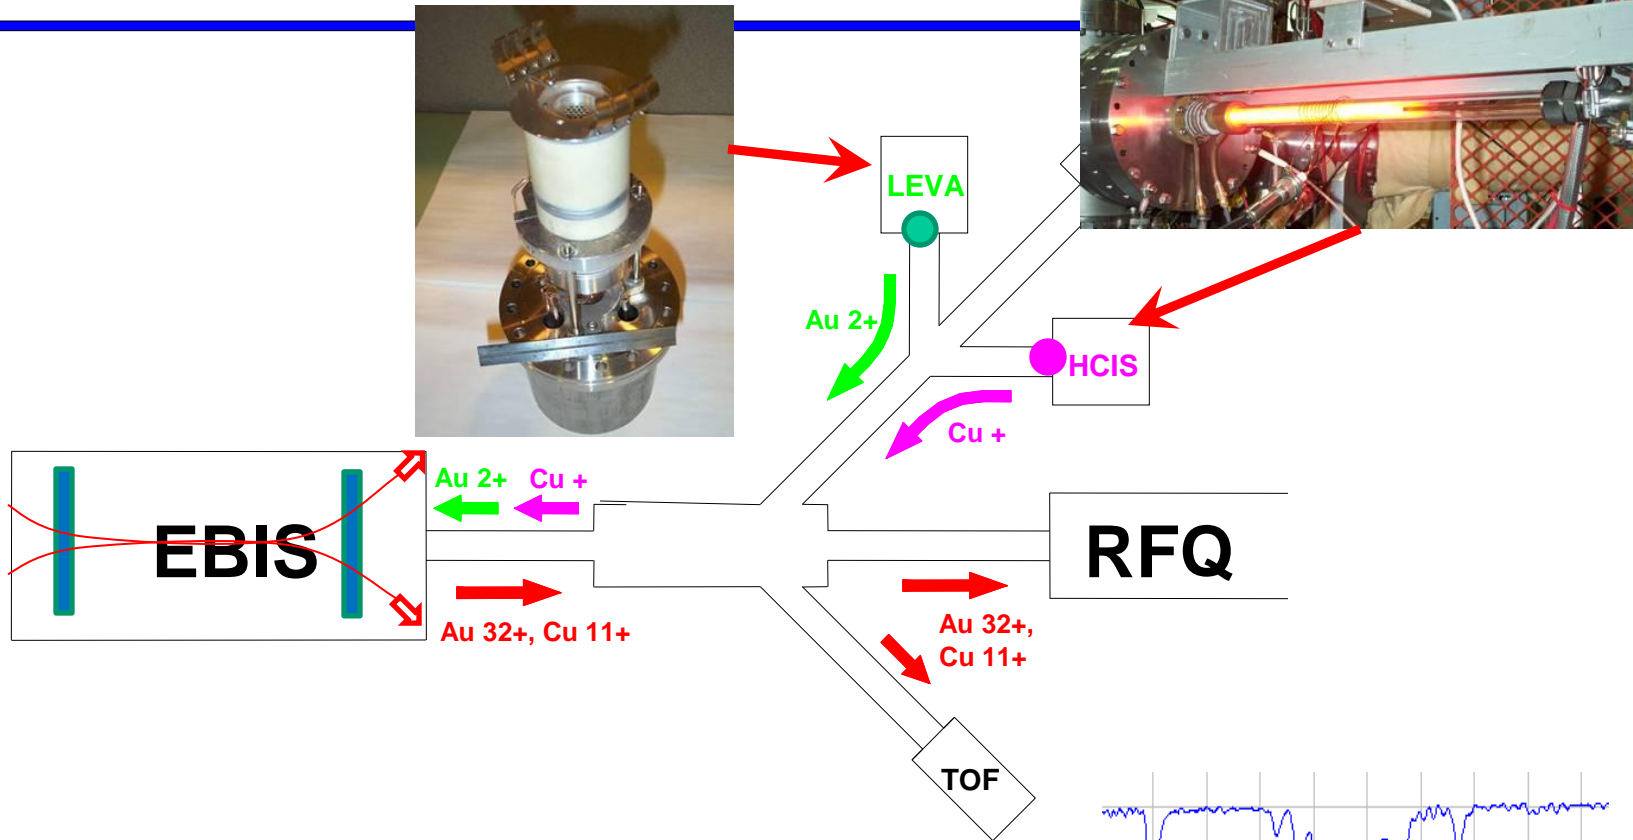 LEVA
Au 2+
HCIS
Cu +
Au 2+
Cu +
EBIS
RFQ
Au 32+, Cu 11+
Au 32+,
Cu 11+
TOF